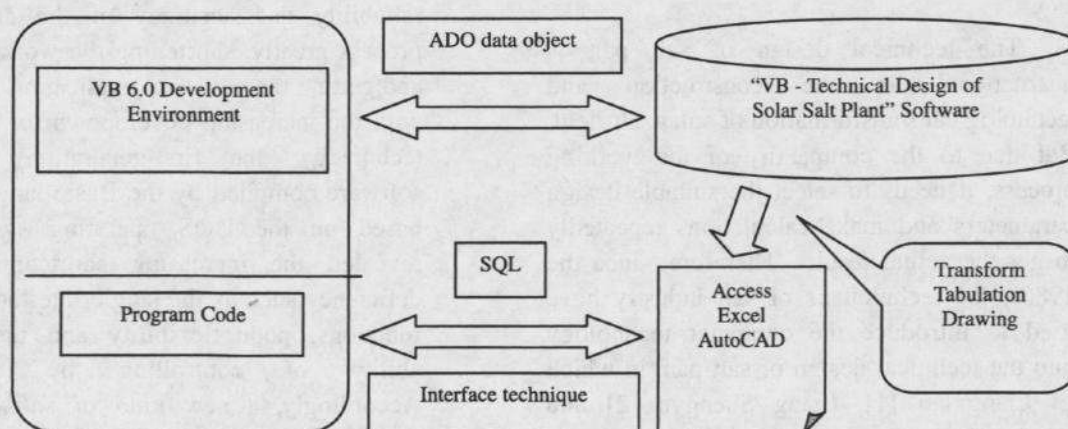 ADO data object
VB 6.0 Development
Environment
"VB - Technical Design of
Solar Salt Plant" Software
SQL
Program Code
Access
Excel
AutoCAD
Transform
Tabulation
Drawing
Interface technique